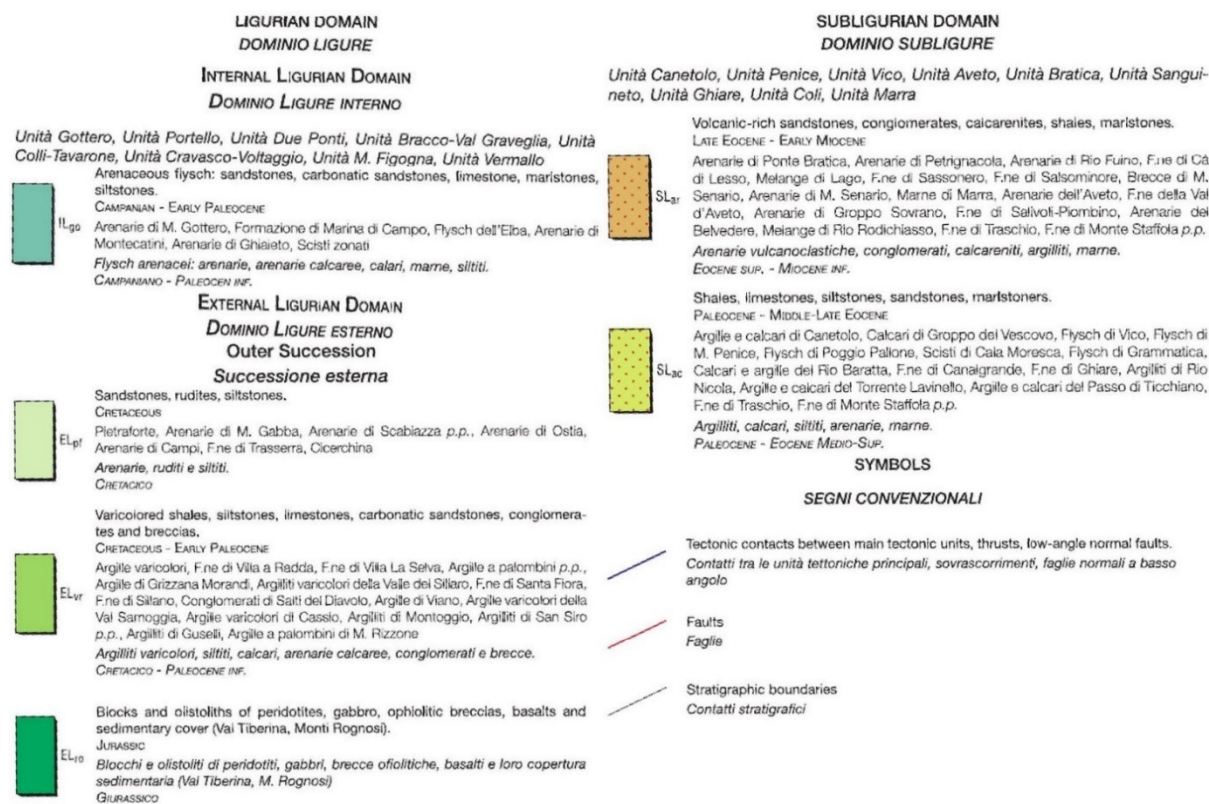 LIGURIAN DOMAIN
DOMINIO LIGURE
INTERNAL LIGURIAN DOMAIN
DOMINIO LIGURE INTERNO
Unità Gottero, Unità Portello, Unità Due Ponti, Unità Bracco-Val Graveglia, Unità
Colli-Tavarone, Unità Cravasco-Voltaggio, Unità M. Figogna, Unità Vermallo
Arenaceous flysch: sandstones, carbonatic sandstones, limestone, marlstones,
siltstones.
CAMPANIAN - EARLY PALEOCENE
ILgo
Arenarie di M. Gottero, Formazione di Marina di Campo, Flysch dell'Elba, Arenarie di
Montecatini, Arenarie di Ghiaieto, Scisti zonati
Flysch arenacei: arenarie, arenarie calcaree, calari, marne, siltiti.
CAMPANIANO - PALEOCEN INF.
EXTERNAL LIGURIAN DOMAIN
DOMINIO LIGURE ESTERNO
Outer Succession
Successione esterna
Sandstones, rudites, siltstones.
CRETACEOUS
ELpf
Pietraforte, Arenarie di M. Gabba, Arenarie di Scabiazza p.p., Arenarie di Ostia,
Arenarie di Campi, F.ne di Trasserra, Cicerchina
Arenarie, ruditi e siltiti.
CRETACICO
Varicolored shales, siltstones, limestones, carbonatic sandstones, conglomera-
tes and breccias.
CRETACEOUS - EARLY PALEOCENE
ELvr
Argille varicolori, F.ne di Villa a Radda, F.ne di Villa La Selva, Argille a palombini p.p.,
Argille di Grizzana Morandi, Argilliti varicolori della Valle del Sillaro, F.ne di Santa Fiora,
F.ne di Sillano, Conglomerati di Salti del Diavolo, Argille di Viano, Argille varicolori della
Val Samoggia, Argille varicolori di Cassio, Argilliti di Montoggio, Argilliti di San Siro
p.p., Argilliti di Guselli, Argille a palombini di M. Rizzone
Argilliti varicolori, siltiti, calcari, arenarie calcaree, conglomerati e brecce.
CRETACICO - PALEOCENE INF.
Blocks and olistoliths of peridotites, gabbro, ophiolitic breccias, basalts and
sedimentary cover (Val Tiberina, Monti Rognosi).
JURASSIC
ELro
Blocchi e olistoliti di peridotiti, gabbri, brecce ofiolitiche, basalti e loro copertura
sedimentaria (Val Tiberina, M. Rognosi)
GIURASSICO
SUBLIGURIAN DOMAIN
DOMINIO SUBLIGURE
Unità Canetolo, Unità Penice, Unità Vico, Unità Aveto, Unità Bratica, Unità Sangui-
neto, Unità Ghiare, Unità Coli, Unità Marra
Volcanic-rich sandstones, conglomerates, calcarenites, shales, marlstones.
LATE EOCENE - EARLY MIOCENE
SLar
Arenarie di Ponte Bratica, Arenarie di Petrignacola, Arenarie di Rio Fuino, F.ne di Cà
di Lesso, Melange di Lago, F.ne di Sassonero, F.ne di Salsominore, Brecce di M.
Senario, Arenarie di M. Senario, Marne di Marra, Arenarie dell'Aveto, F.ne della Val
d'Aveto, Arenarie di Groppo Sovrano, F.ne di Salivoli-Piombino, Arenarie del
Belvedere, Melange di Rio Rodichiasso, F.ne di Traschio, F.ne di Monte Staffola p.p.
Arenarie vulcanoclastiche, conglomerati, calcareniti, argilliti, marne.
EOCENE SUP. - MIOCENE INF.
Shales, limestones, siltstones, sandstones, marlstoners.
PALEOCENE - MIDDLE-LATE EOCENE
SLac
Argille e calcari di Canetolo, Calcari di Groppo del Vescovo, Flysch di Vico, Flysch di
M. Penice, Flysch di Poggio Pallone, Scisti di Cala Moresca, Flysch di Grammatica,
Calcari e argille del Rio Baratta, F.ne di Canalgrande, F.ne di Ghiare, Argilliti di Rio
Nicola, Argille e calcari del Torrente Lavinello, Argille e calcari del Passo di Ticchiano,
F.ne di Traschio, F.ne di Monte Staffola p.p.
Argilliti, calcari, siltiti, arenarie, marne.
PALEOCENE - EOCENE MEDIO-SUP.
SYMBOLS
SEGNI CONVENZIONALI
Tectonic contacts between main tectonic units, thrusts, low-angle normal faults.
Contatti tra le unità tettoniche principali, sovrascorrimenti, faglie normali a basso
angolo
Faults
Faglie
Stratigraphic boundaries
Contatti stratigrafici